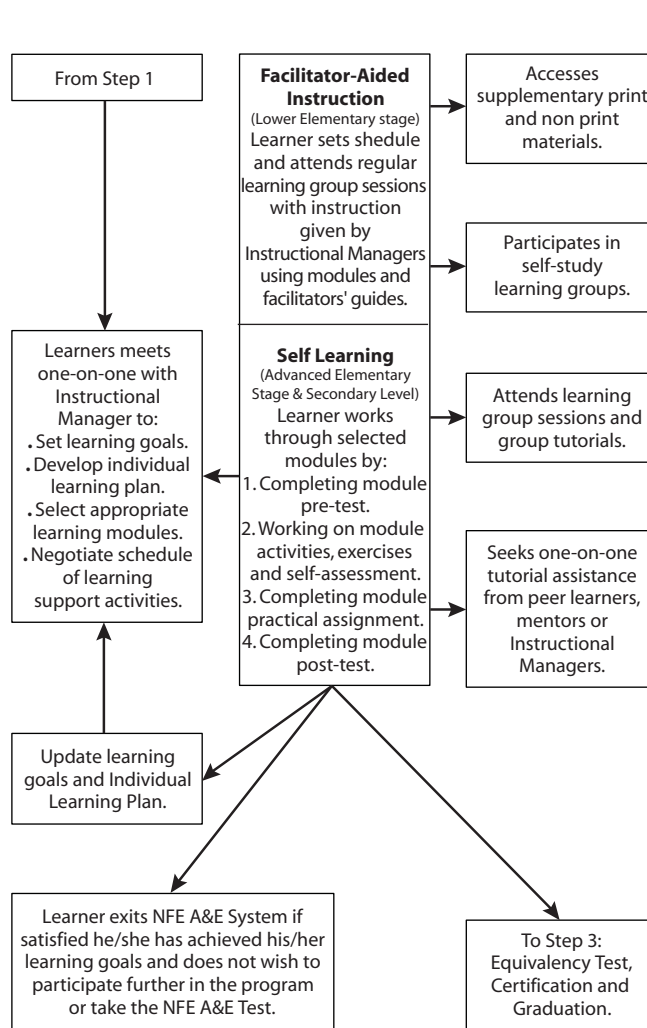 From Step 1
Facilitator-Aided
Instruction
(Lower Elementary stage)
Learner sets shedule
and attends regular
learning group sessions
with instruction
given by
Instructional Managers
using modules and
facilitators' guides.
Accesses
supplementary print
and non print
materials.
Participates in
self-study
learning groups.
Learners meets
one-on-one with
Instructional
Manager to:
. Set learning goals.
. Develop individual
learning plan.
. Select appropriate
learning modules.
. Negotiate schedule
of learning
support activities.
Self Learning
(Advanced Elementary
Stage & Secondary Level)
Learner works
through selected
modules by:
1. Completing module
pre-test.
2. Working on module
activities, exercises
and self-assessment.
3. Completing module
practical assignment.
4. Completing module
post-test.
Attends learning
group sessions and
group tutorials.
Seeks one-on-one
tutorial assistance
from peer learners,
mentors or
Instructional
Managers.
Update learning
goals and Individual
Learning Plan.
Learner exits NFE A&E System if
satisfied he/she has achieved his/her
learning goals and does not wish to
participate further in the program
or take the NFE A&E Test.
To Step 3:
Equivalency Test,
Certification and
Graduation.